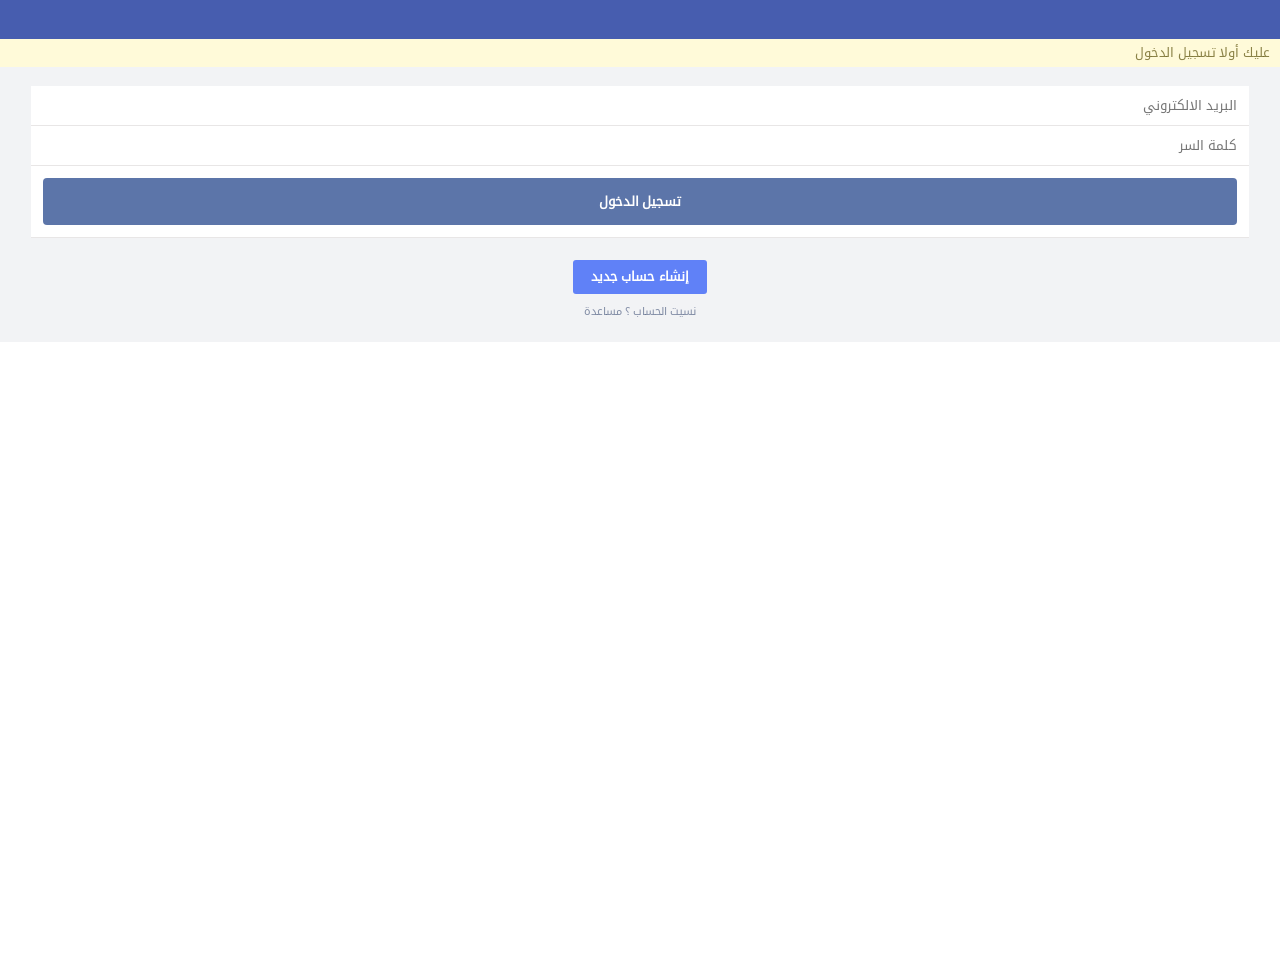 عليك أولا تسجيل الدخول
البريد الالكتروني
كلمة السر
تسجيل الدخول
إنشاء حساب جديد
نسيت الحساب ؟ مساعدة